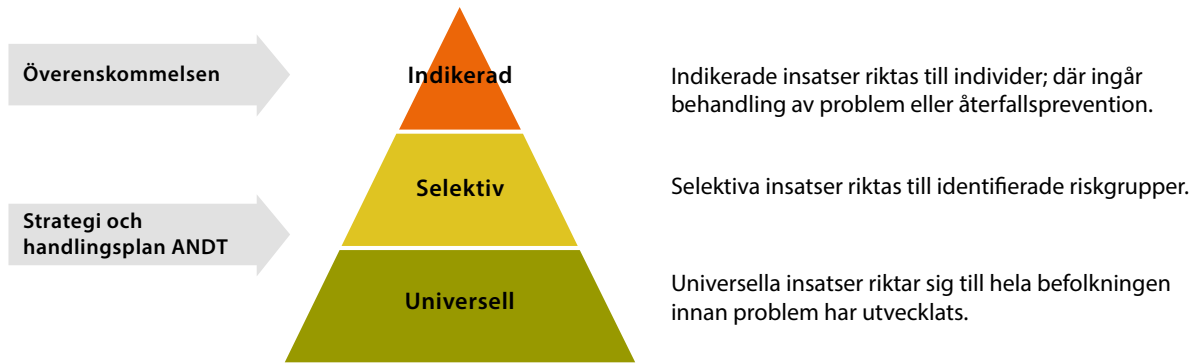 Överenskommelsen
Indikerad
Indikerade insatser riktas till individer; där ingår
behandling av problem eller återfallsprevention.
Selektiv
Selektiva insatser riktas till identifierade riskgrupper.
Strategi och
handlingsplan ANDT
Universell
Universella insatser riktar sig till hela befolkningen
innan problem har utvecklats.